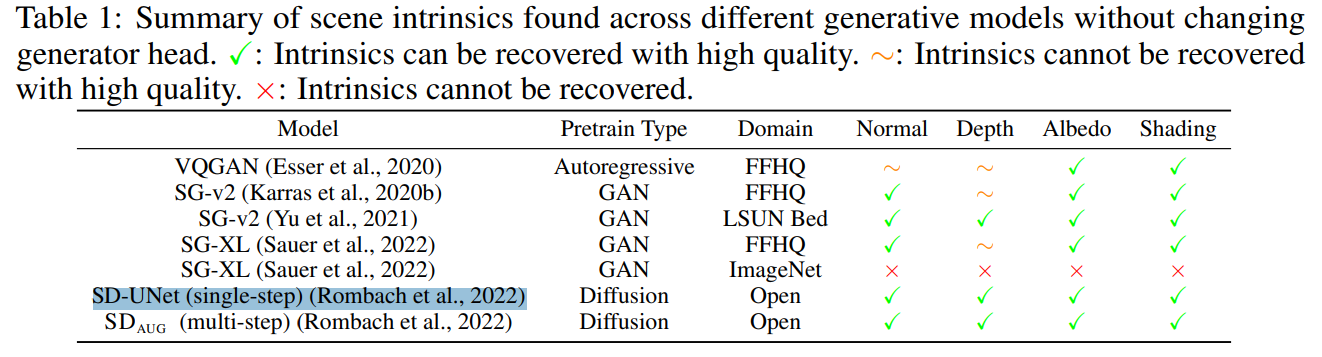 Table 1: Summary of scene intrinsics found across different generative models without changing
generator head. ✓: Intrinsics can be recovered with high quality. ~: Intrinsics cannot be recovered
with high quality. ×: Intrinsics cannot be recovered.
Model Pretrain Type Domain Normal Depth Albedo Shading
VQGAN (Esser et al., 2020) Autoregressive FFHQ ~ ~ ✓ ✓
SG-v2 (Karras et al., 2020b) GAN FFHQ ✓ ~ ✓ ✓
SG-v2 (Yu et al., 2021) GAN LSUN Bed ✓ ✓ ✓ ✓
SG-XL (Sauer et al., 2022) GAN FFHQ ✓ ~ ✓ ✓
SG-XL (Sauer et al., 2022) GAN ImageNet × × × ×
SD-UNet (single-step) (Rombach et al., 2022) Diffusion Open ✓ ✓ ✓ ✓
SD AUG (multi-step) (Rombach et al., 2022) Diffusion Open ✓ ✓ ✓ ✓